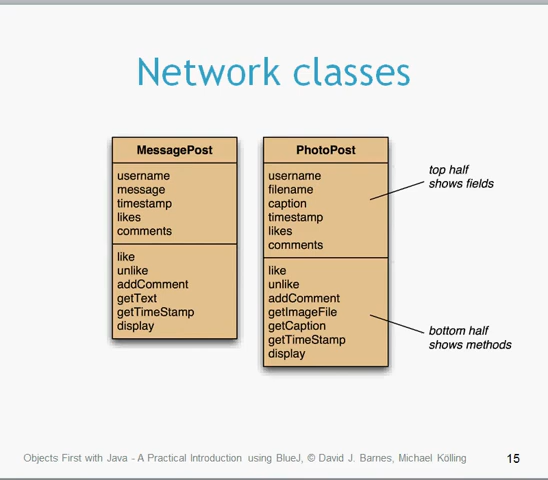 Network classes
MessagePost
username
message
timestamp
likes
comments
like
unlike
addComment
getText
getTimeStamp
display
PhotoPost
username
filename
caption
timestamp
likes
comments
like
unlike
addComment
getImageFile
getCaption
getTimeStamp
display
top half
shows fields
bottom half
shows methods
Objects First with Java - A Practical Introduction using BlueJ, © David J. Barnes, Michael Kölling
15